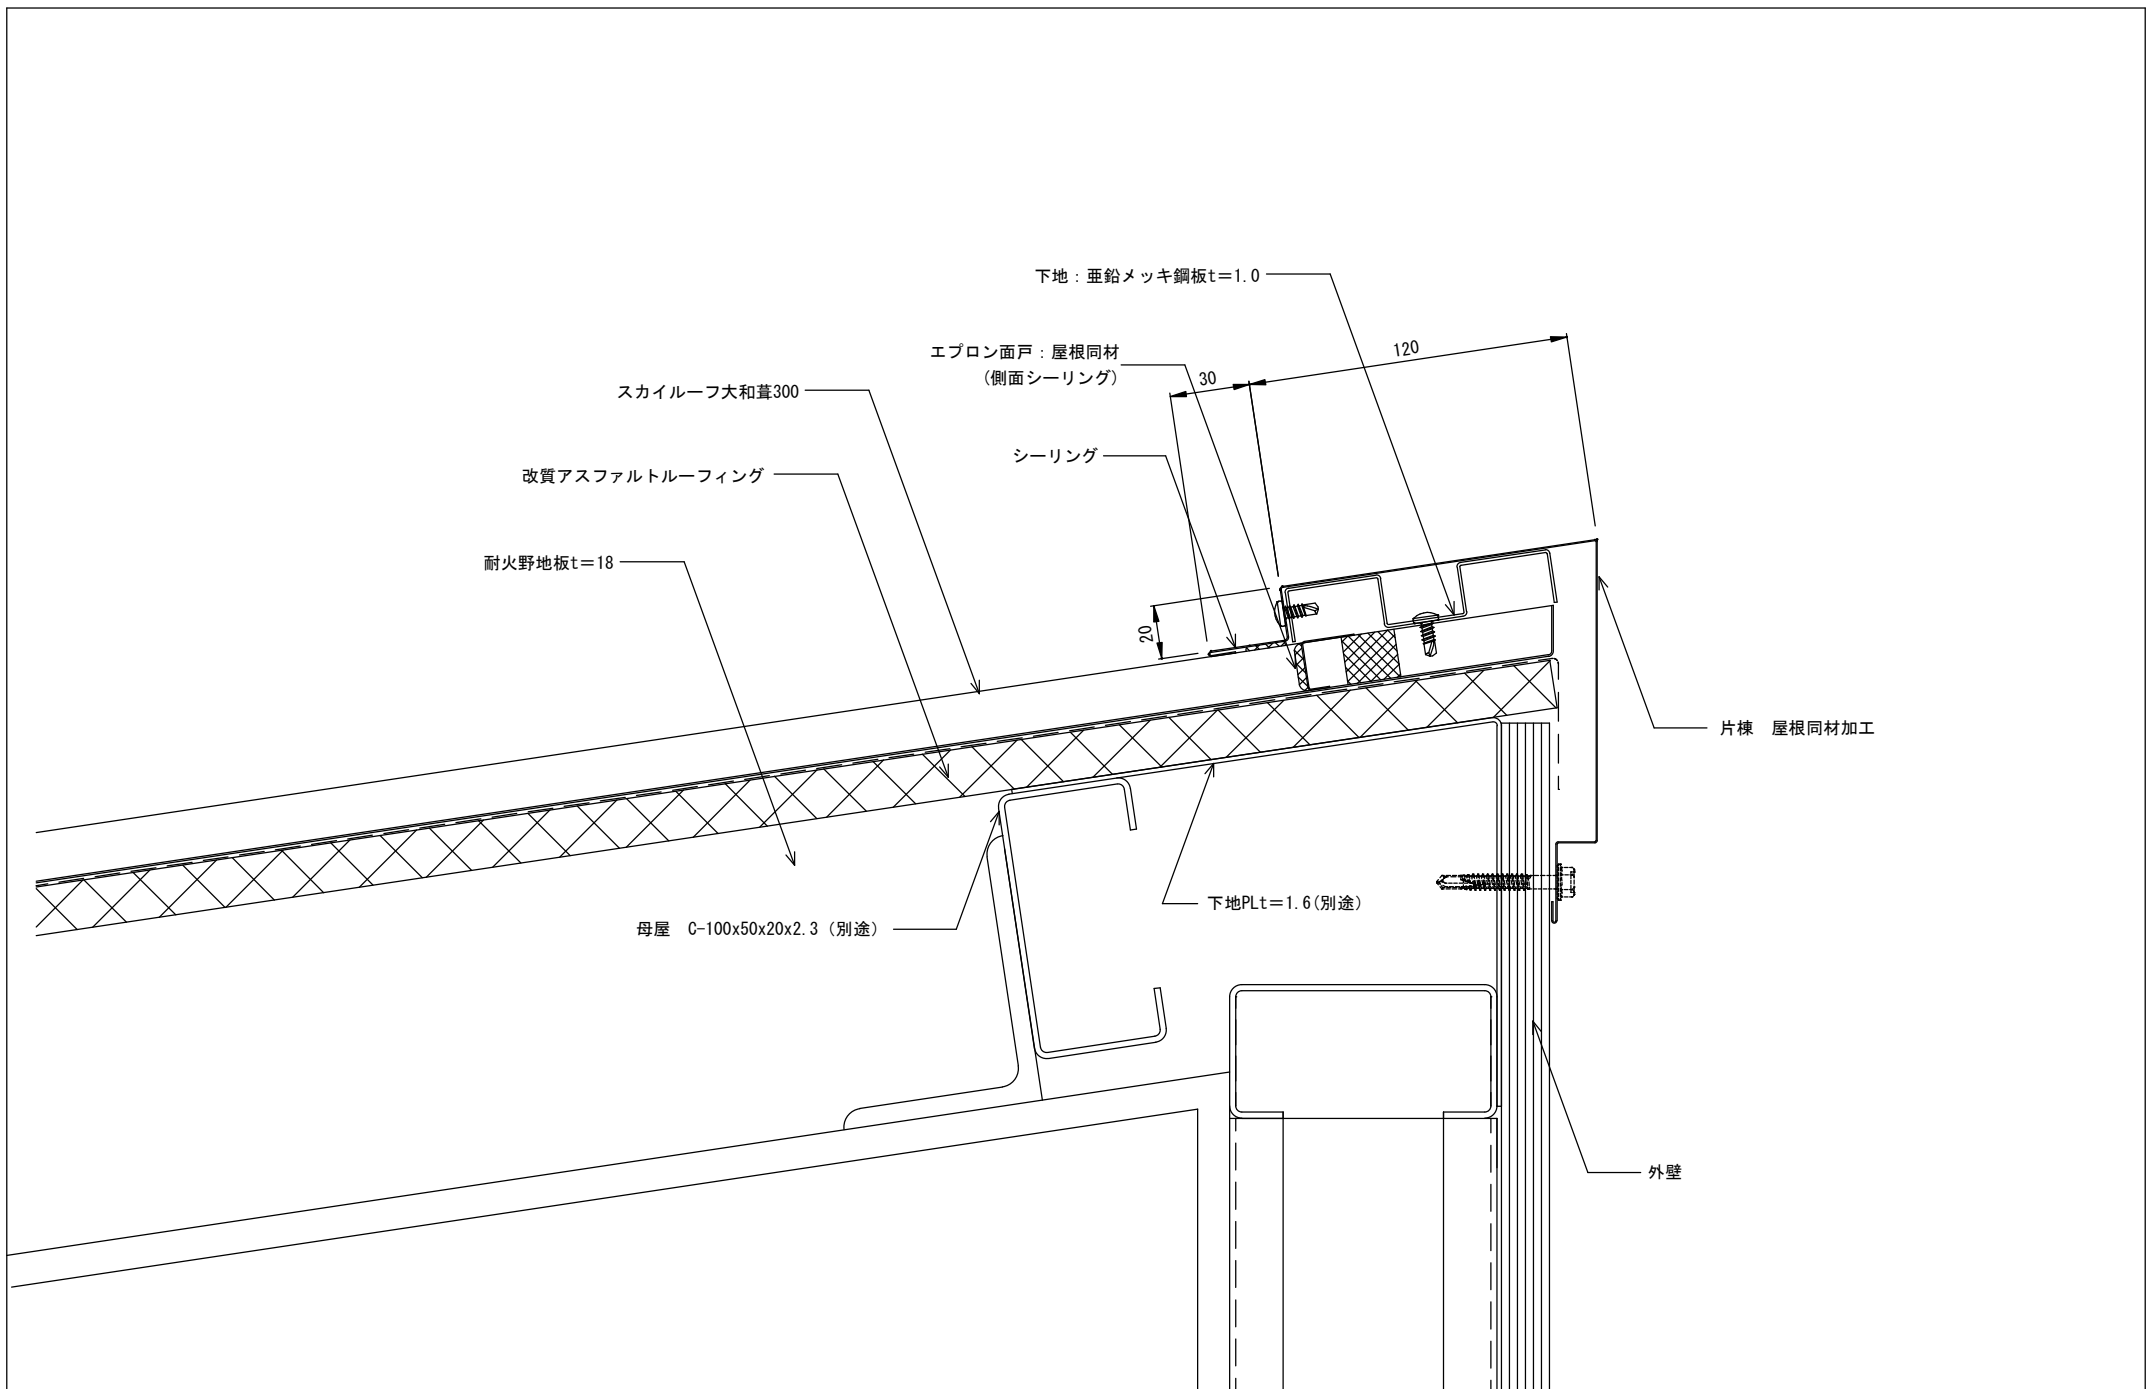 下地：亜鉛メッキ鋼板t＝1.0
120
エプロン面戸：屋根同材
(側面シーリング)
30
スカイルーフ大和葺300
シーリング
改質アスファルトルーフィング
耐火野地板t＝18
20
片棟　屋根同材加工
下地PLt＝1.6(別途)
母屋　C-100x50x20x2.3（別途）
外壁